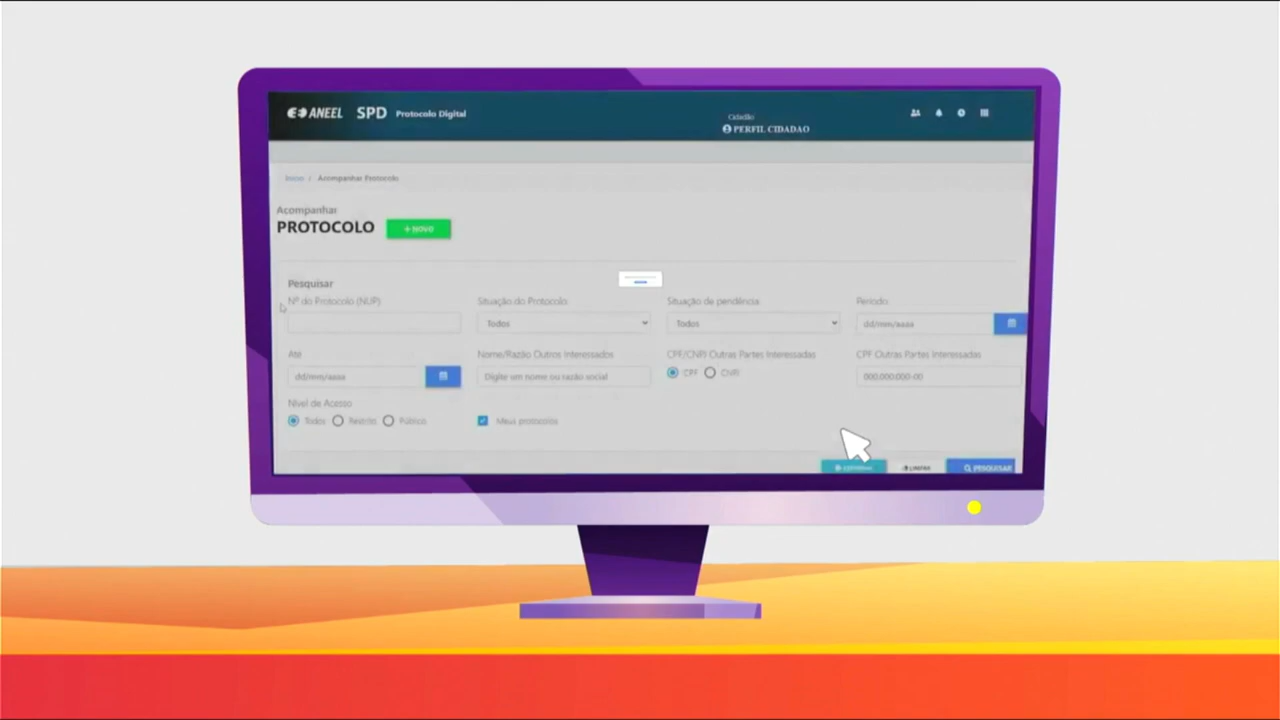 ANEEL SPD Protocolo Digital
Cidadão
PERFIL CIDADAO
Início / Acompanhar Protocolo
Acompanhar
PROTOCOLO + NOVO
Pesquisar
Nº do Protocolo (NUP) Situação do Protocolo: Situação de pendência: Período
Todos Todos dd/mm/aaaa
Até Nome/Razão Outros Interessados CPF/CNPJ Outras Partes Interessadas CPF Outras Partes Interessadas
dd/mm/aaaa Digite um nome ou razão social CPF CNPJ 000.000.000-00
Nível de Acesso
Todos Restrito Público Meus protocolos
LIMPAR PESQUISAR